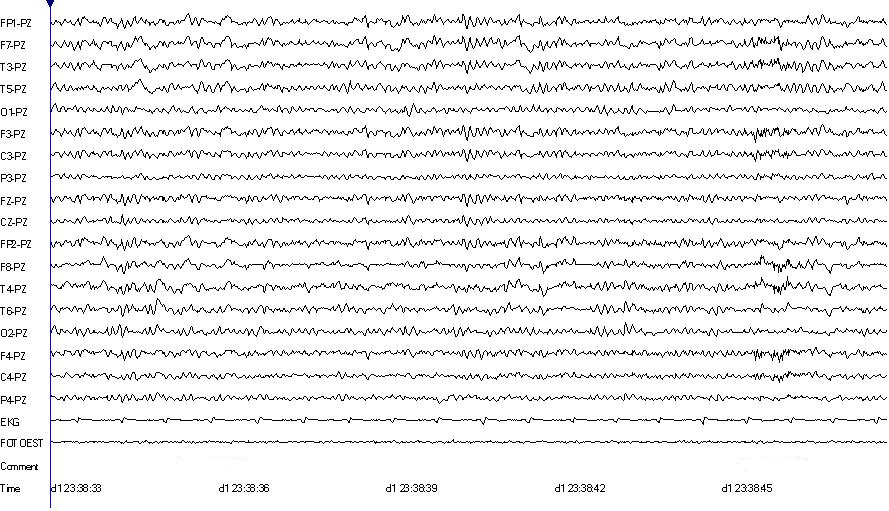 FP1-PZ
F7-PZ
T3-PZ
T5-PZ
O1-PZ
F3-PZ
C3-PZ
P3-PZ
FZ-PZ
CZ-PZ
FP2-PZ
F8-PZ
T4-PZ
T6-PZ
O2-PZ
F4-PZ
C4-PZ
P4-PZ
EKG
FOTOEST
Comment
Time d1 23:38:33 d1 23:38:36 d1 23:38:39 d1 23:38:42 d1 23:38:45